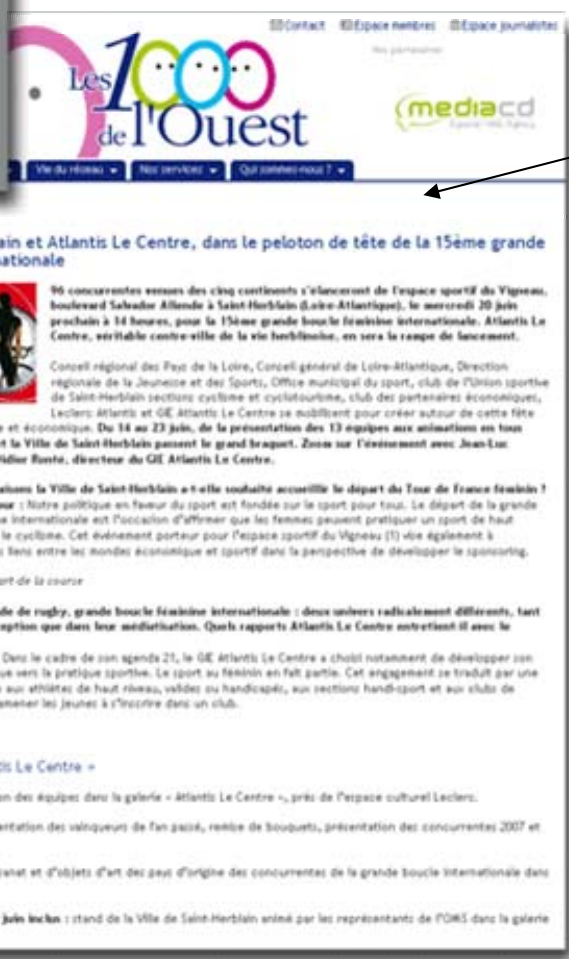 Contact Espace membres Espace journalistes
Nos partenaires
Les 1000
de l'Ouest
mediacd
Vie du réseau Nos services Qui sommes-nous ?
ain et Atlantis Le Centre, dans le peloton de tête de la 15ème grande
nationale
96 concurrentes venues des cinq continents s'élanceront de l'espace sportif du Vigneau,
boulevard Salvador Allende à Saint-Herblain (Loire-Atlantique), le mercredi 20 juin
prochain à 14 heures, pour la 15ème grande boucle féminine internationale. Atlantis Le
Centre, véritable centre-ville de la vie herblinoise, en sera la rampe de lancement.
Conseil régional des Pays de la Loire, Conseil général de Loire-Atlantique, Direction
régionale de la Jeunesse et des Sports, Office municipal du sport, club de l'Union sportive
de Saint-Herblain sections cyclisme et cyclotourisme, club des partenaires économiques,
Leclerc Atlantis et GIE Atlantis Le Centre se mobilisent pour créer autour de cette fête
e et économique. Du 14 au 23 juin, de la présentation des 13 équipes aux animations en tous
et la Ville de Saint-Herblain passent le grand braquet. Zoom sur l'événement avec Jean-Luc
Didier Ronté, directeur du GIE Atlantis Le Centre.
aisons la Ville de Saint-Herblain a-t-elle souhaité accueillir le départ du Tour de France féminin ?
our : Notre politique en faveur du sport est fondée sur le sport pour tous. Le départ de la grande
ne internationale est l'occasion d'affirmer que les femmes peuvent pratiquer un sport de haut
le cyclisme. Cet événement porteur pour l'espace sportif du Vigneau (1) vise également à
s liens entre les mondes économique et sportif dans la perspective de développer le sponsoring.
art de la course
de de rugby, grande boucle féminine internationale : deux univers radicalement différents, tant
ception que dans leur médiatisation. Quels rapports Atlantis Le Centre entretient-il avec le
Dans le cadre de son agenda 21, le GIE Atlantis Le Centre a choisi notamment de développer son
que vers la pratique sportive. Le sport au féminin en fait partie. Cet engagement se traduit par une
e aux athlètes de haut niveau, valides ou handicapés, aux sections handi-sport et aux clubs de
amener les jeunes à s'inscrire dans un club.
tis Le Centre »
on des équipes dans la galerie « Atlantis Le Centre », près de l'espace culturel Leclerc.
entation des vainqueurs de l'an passé, remise de bouquets, présentation des concurrentes 2007 et
sanat et d'objets d'art des pays d'origine des concurrentes de la grande boucle internationale dans
juin inclus : stand de la Ville de Saint-Herblain animé par les représentants de l'OMS dans la galerie